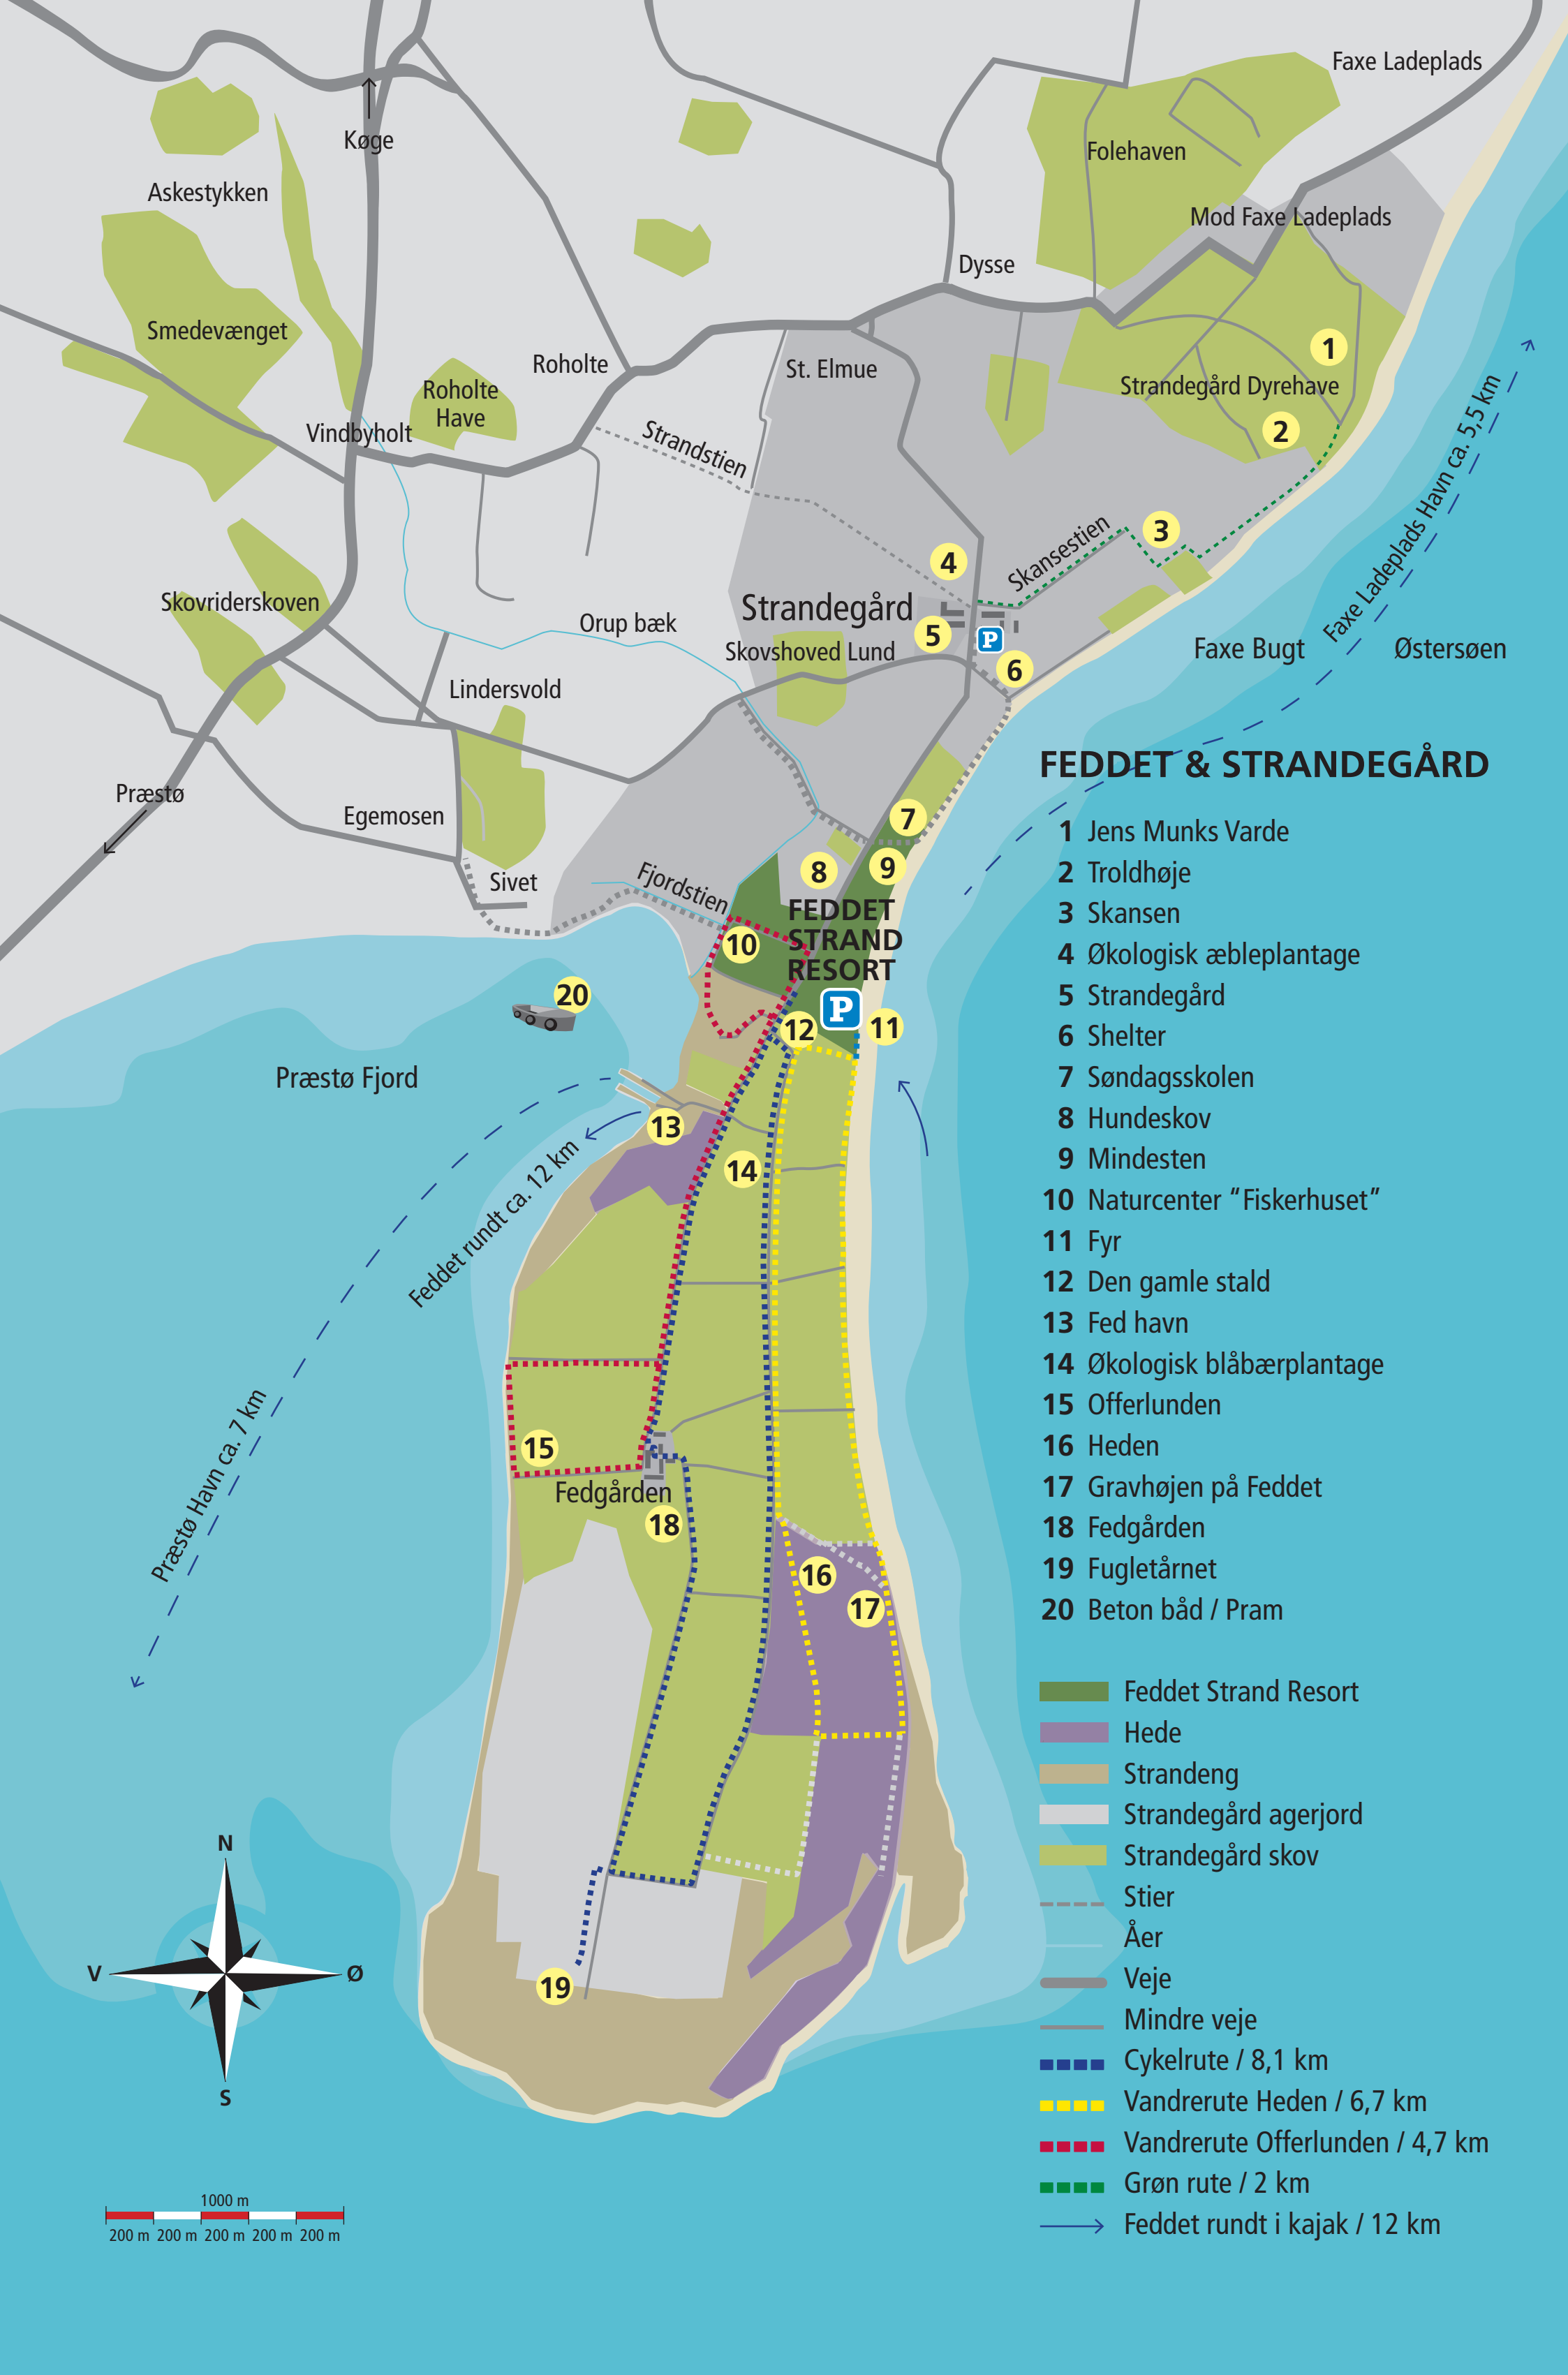 Faxe Ladeplads
Køge
Folehaven
Askestykken
Mod Faxe Ladeplads
Dysse
Smedevænget
1
Roholte
St. Elmue
Strandegård Dyrehave
Roholte
Have
2
Vindbyholt
Strandstien
Faxe Ladeplads Havn ca. 5,5 km
3
Skansestien
4
Skovriderskoven
Strandegård
Orup bæk
5
P
Skovshoved Lund
6
Faxe Bugt
Østersøen
Lindersvold
Præstø
Egemosen
7
8
9
Sivet
Fjordstien
FEDDET
STRAND
RESORT
10
20
P
12
11
Præstø Fjord
13
14
Feddet rundt ca. 12 km
Præstø Havn ca. 7 km
15
Fedgården
18
16
17
19
N
V
Ø
S
1000 m
200 m 200 m 200 m 200 m 200 m
FEDDET & STRANDEGÅRD
1 Jens Munks Varde
2 Troldhøje
3 Skansen
4 Økologisk æbleplantage
5 Strandegård
6 Shelter
7 Søndagsskolen
8 Hundeskov
9 Mindesten
10 Naturcenter “Fiskerhuset”
11 Fyr
12 Den gamle stald
13 Fed havn
14 Økologisk blåbærplantage
15 Offerlunden
16 Heden
17 Gravhøjen på Feddet
18 Fedgården
19 Fugletårnet
20 Beton båd / Pram
Feddet Strand Resort
Hede
Strandeng
Strandegård agerjord
Strandegård skov
Stier
Åer
Veje
Mindre veje
Cykelrute / 8,1 km
Vandrerute Heden / 6,7 km
Vandrerute Offerlunden / 4,7 km
Grøn rute / 2 km
Feddet rundt i kajak / 12 km